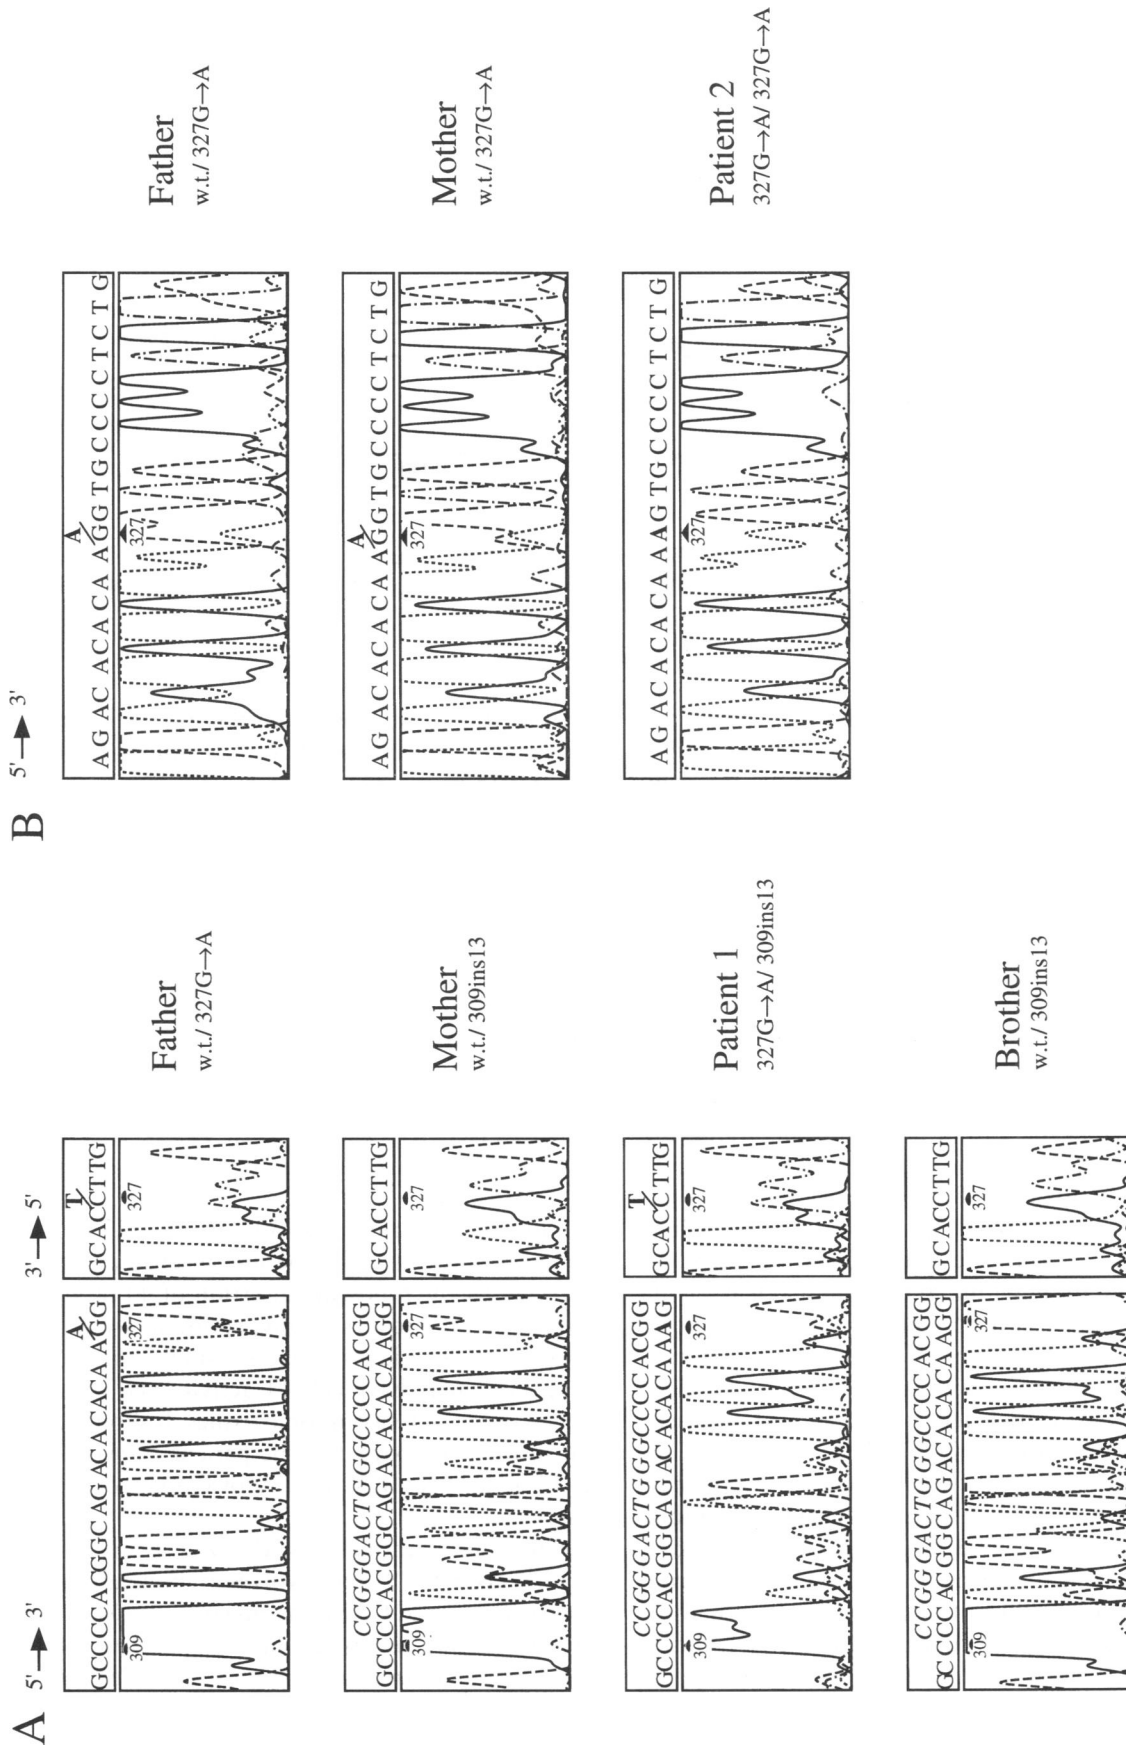 A
5' 3'
3' 5'
A
GCCCCACGGCAGACACACAAGG
309
327
T
GCACCTTG
327
Father
w.t./ 327G→A
CCGGGACTGGGCCCCACGG
GCCCCACGGCAGACACACAAGG
309
327
GCACCTTG
327
Mother
w.t./ 309ins13
CCGGGACTGGGCCCCACGG
GCCCCACGGCAGACACACAAAG
309
327
T
GCACCTTG
327
Patient 1
327G→A/ 309ins13
CCGGGACTGGGCCCCACGG
GCCCCACGGCAGACACACAAGG
309
327
GCACCTTG
327
Brother
w.t./ 309ins13
B
5' 3'
A
AGACACACAAGGTGCCCCTCTG
327
Father
w.t./ 327G→A
A
AGACACACAAGGTGCCCCTCTG
327
Mother
w.t./ 327G→A
AGACACACAAAGTGCCCCTCTG
327
Patient 2
327G→A/ 327G→A